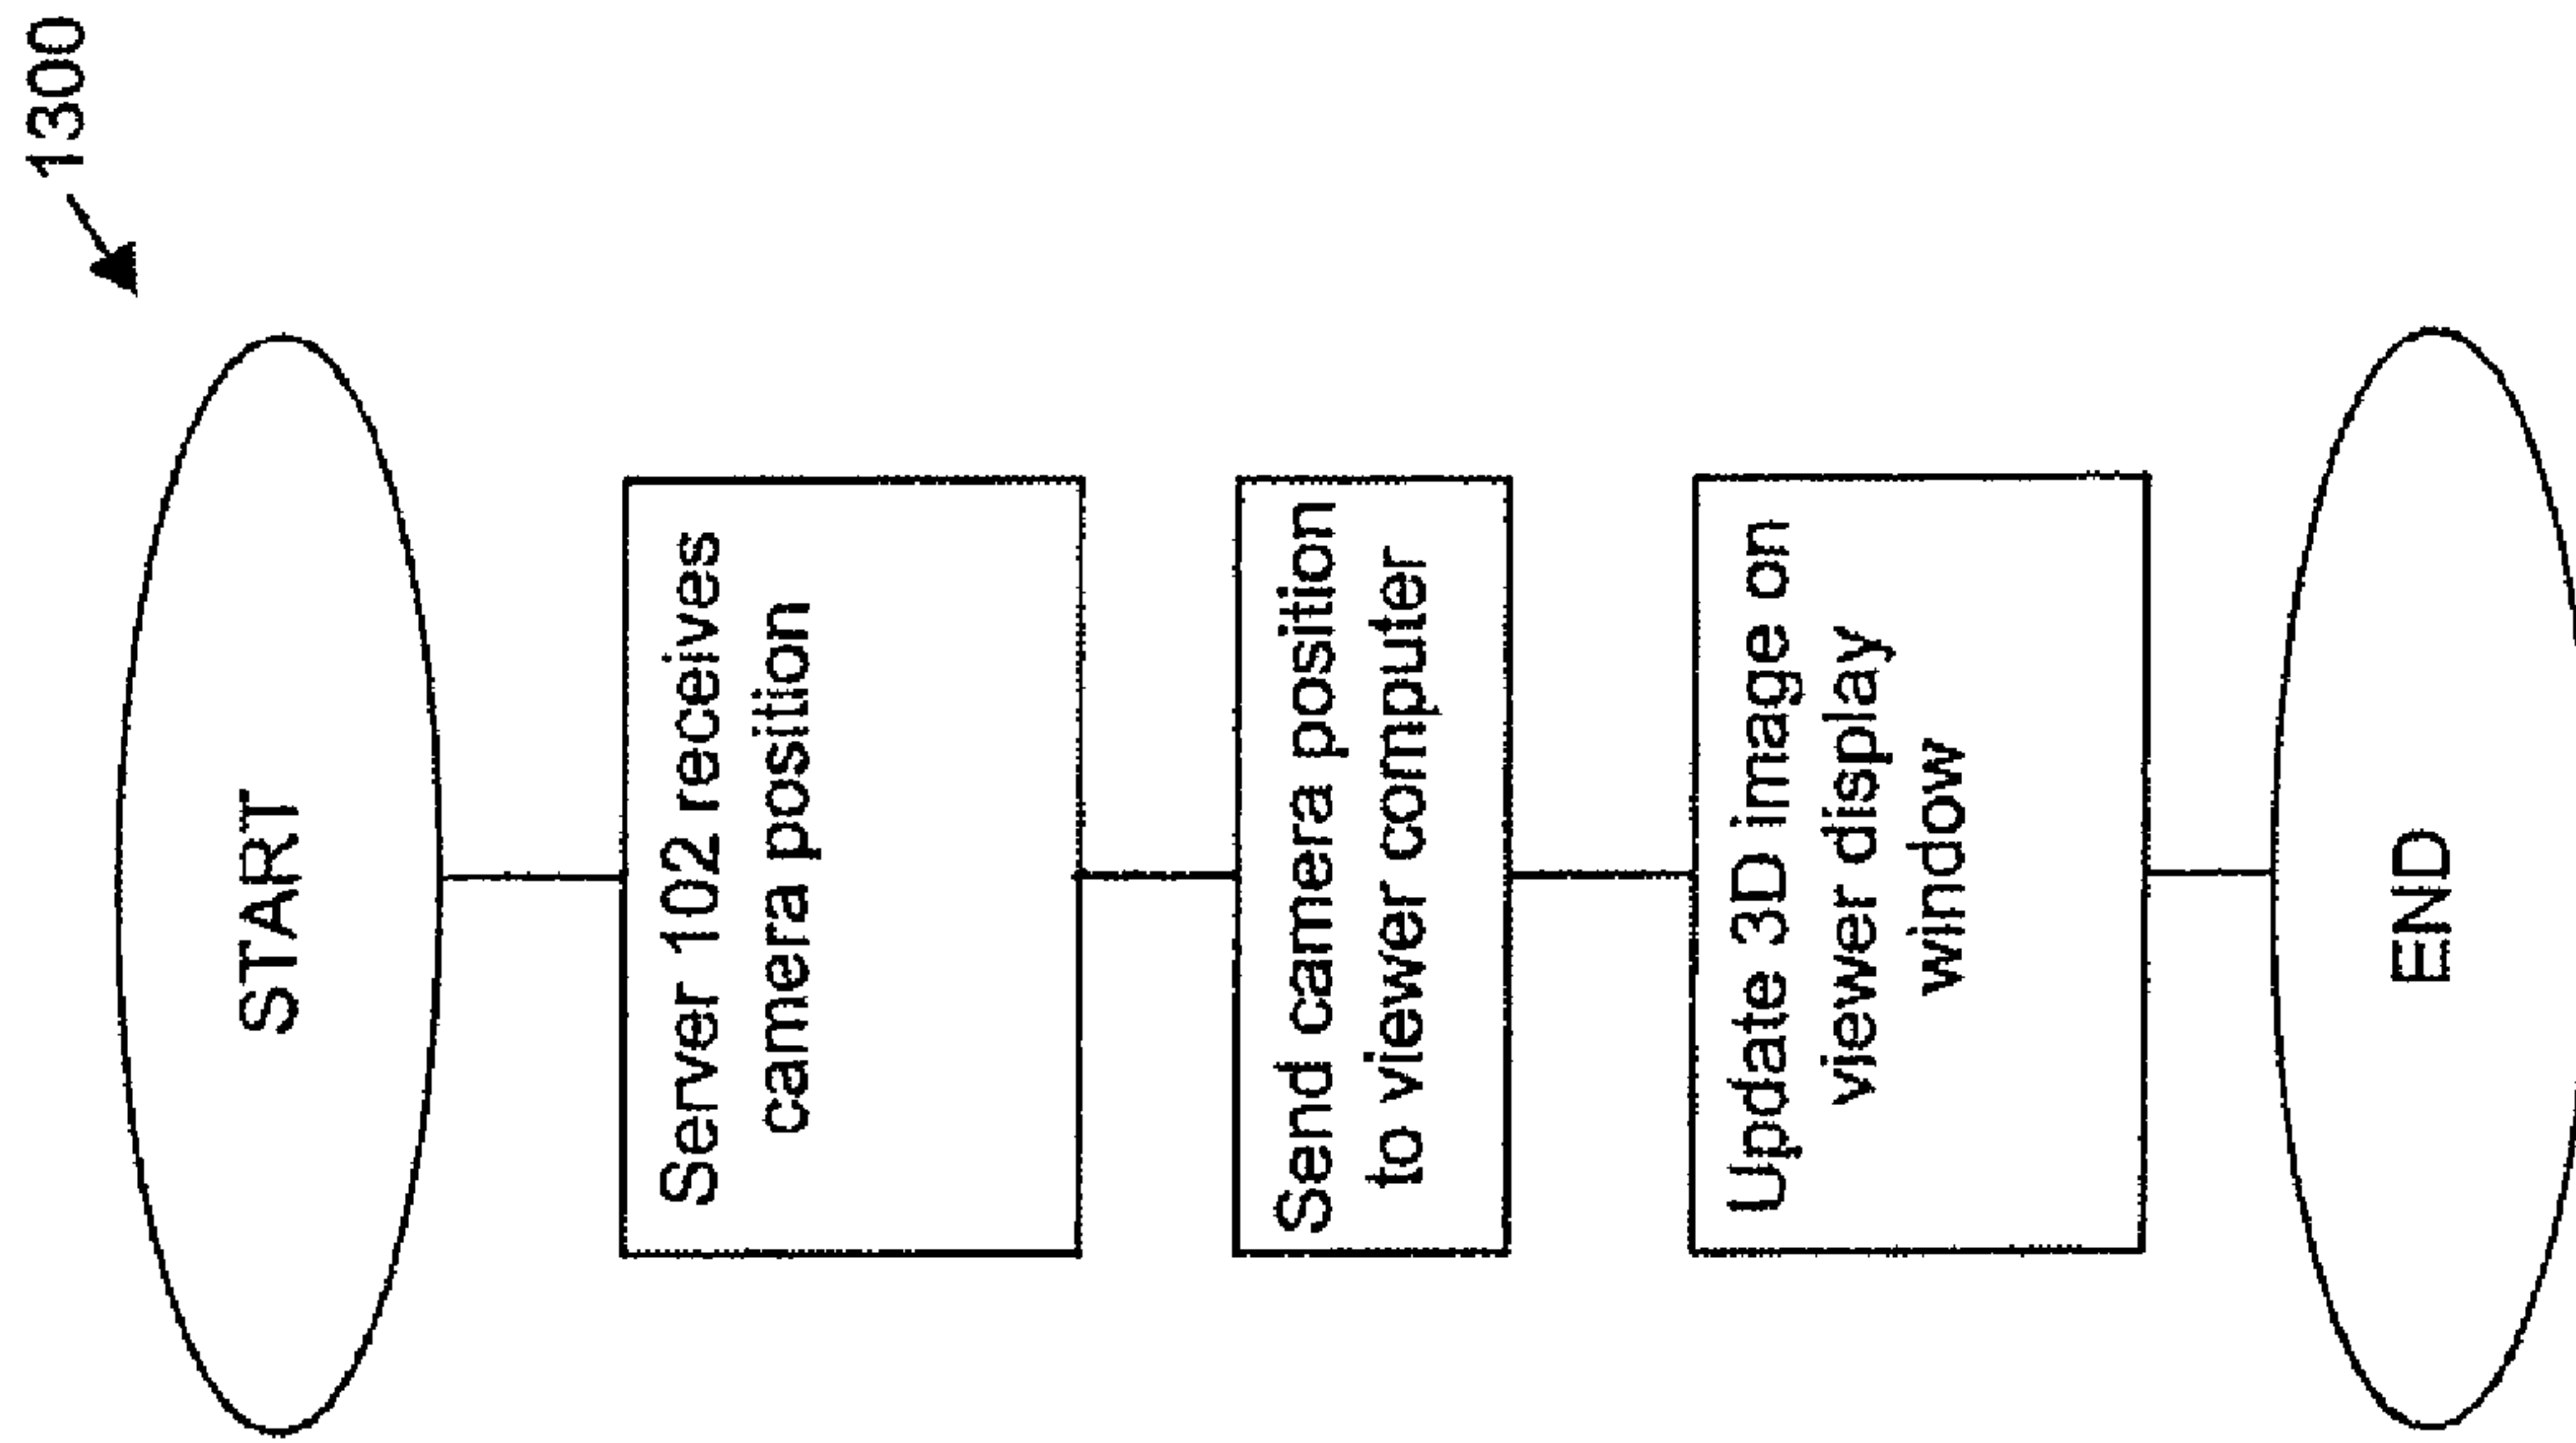 1300
START
Server 102 receives
camera position
Send camera position
to viewer computer
Update 3D image on
viewer display
window
END